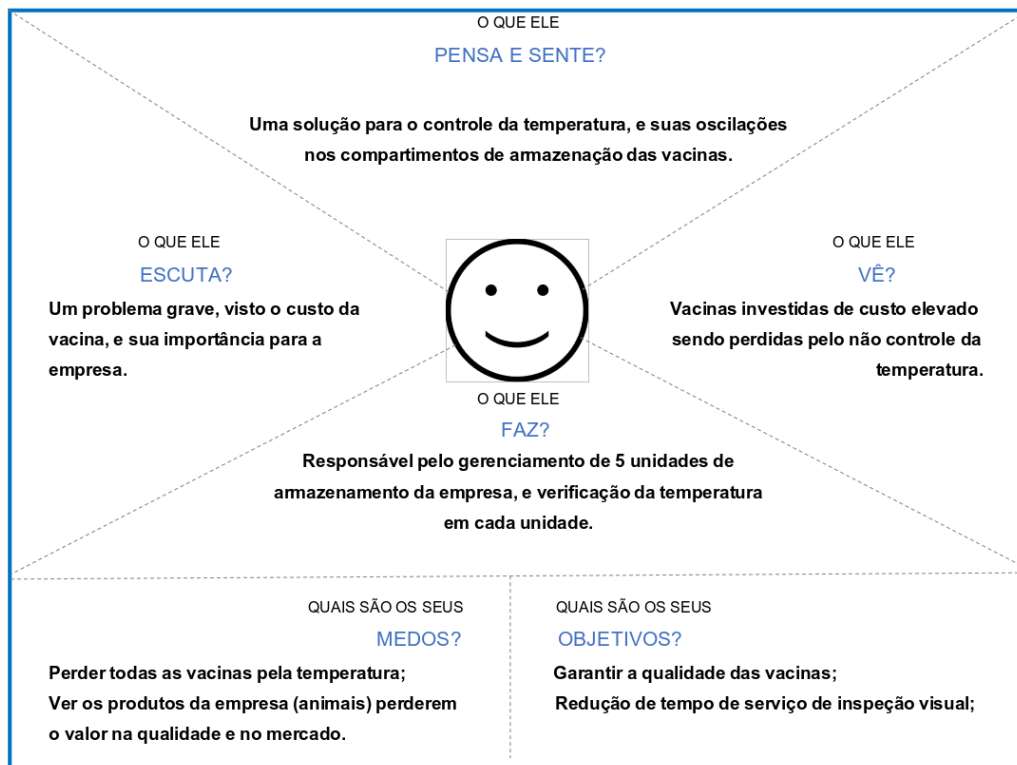 O QUE ELE
PENSA E SENTE?
Uma solução para o controle da temperatura, e suas oscilações
nos compartimentos de armazenação das vacinas.
O QUE ELE
ESCUTA?
Um problema grave, visto o custo da
vacina, e sua importância para a
empresa.
O QUE ELE
VÊ?
Vacinas investidas de custo elevado
sendo perdidas pelo não controle da
temperatura.
O QUE ELE
FAZ?
Responsável pelo gerenciamento de 5 unidades de
armazenamento da empresa, e verificação da temperatura
em cada unidade.
QUAIS SÃO OS SEUS
MEDOS?
Perder todas as vacinas pela temperatura;
Ver os produtos da empresa (animais) perderem
o valor na qualidade e no mercado.
QUAIS SÃO OS SEUS
OBJETIVOS?
Garantir a qualidade das vacinas;
Redução de tempo de serviço de inspeção visual;